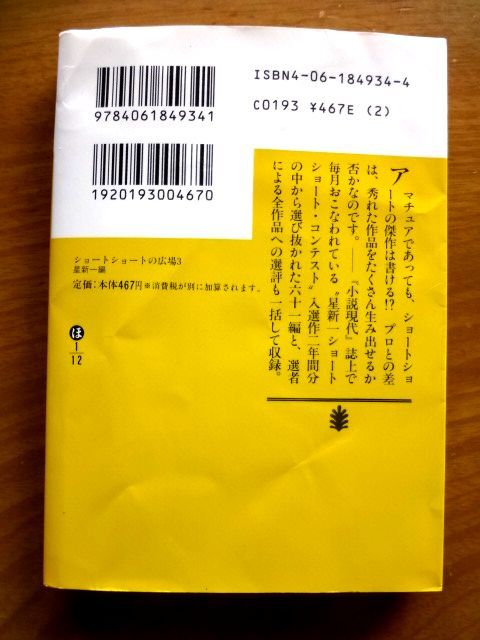 ISBN4-06-184934-4
C0193 ¥467E (2)
9784061849341
1920193004670
アマチュアであっても、ショートショ
ートの傑作は書ける!? プロとの差
は、秀れた作品をたくさん生み出せるか
否かなのです。――『小説現代』誌上で
毎月おこなわれている〝星新一ショート
ショート・コンテスト〟入選作二年間分
の中から選び抜かれた六十一編と、選者
による全作品への選評も一括して収録。
ショートショートの広場3
星新一編
定価:本体467円※消費税が別に加算されます。
ほ
1
12